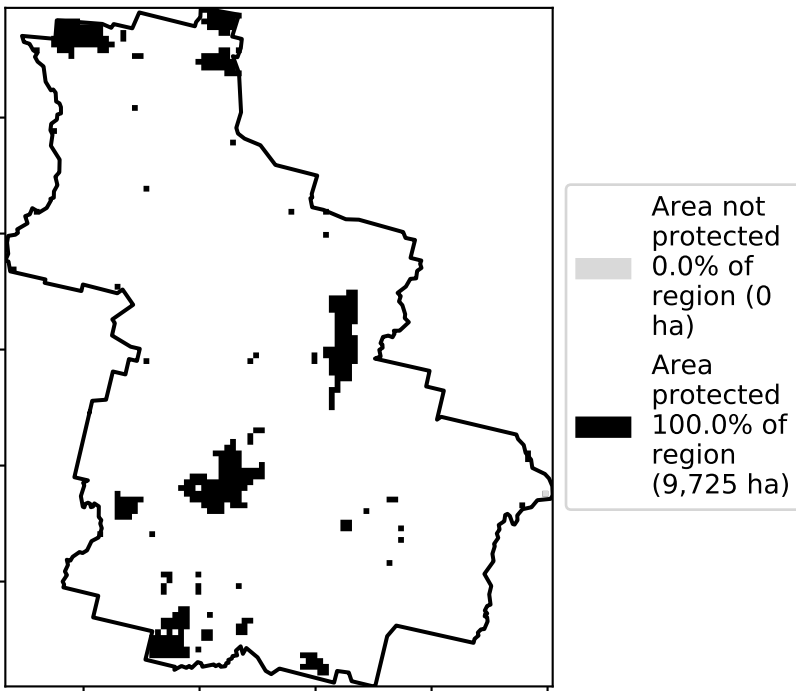 Area not
protected
0.0% of
region (0
ha)
Area
protected
100.0% of
region
(9,725 ha)